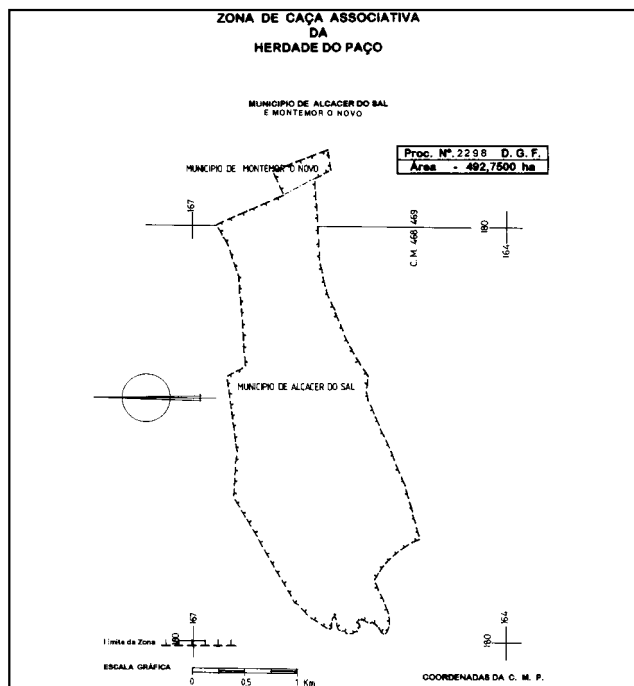 ZONA DE CAÇA ASSOCIATIVA
DA
HERDADE DO PAÇO
MUNICIPIO DE ALCACER DO SAL
E MONTEMOR O NOVO
Proc. Nº. 2298 D. G. F.
Área - 492,7500 ha
MUNICIPIO DE MONTEMOR O NOVO
167
C. M. 468 469
180
164
MUNICIPIO DE ALCACER DO SAL
167
180
limite da Zona
180
164
ESCALA GRÁFICA
0 0.5 1 Km
COORDENADAS DA C. M. P.